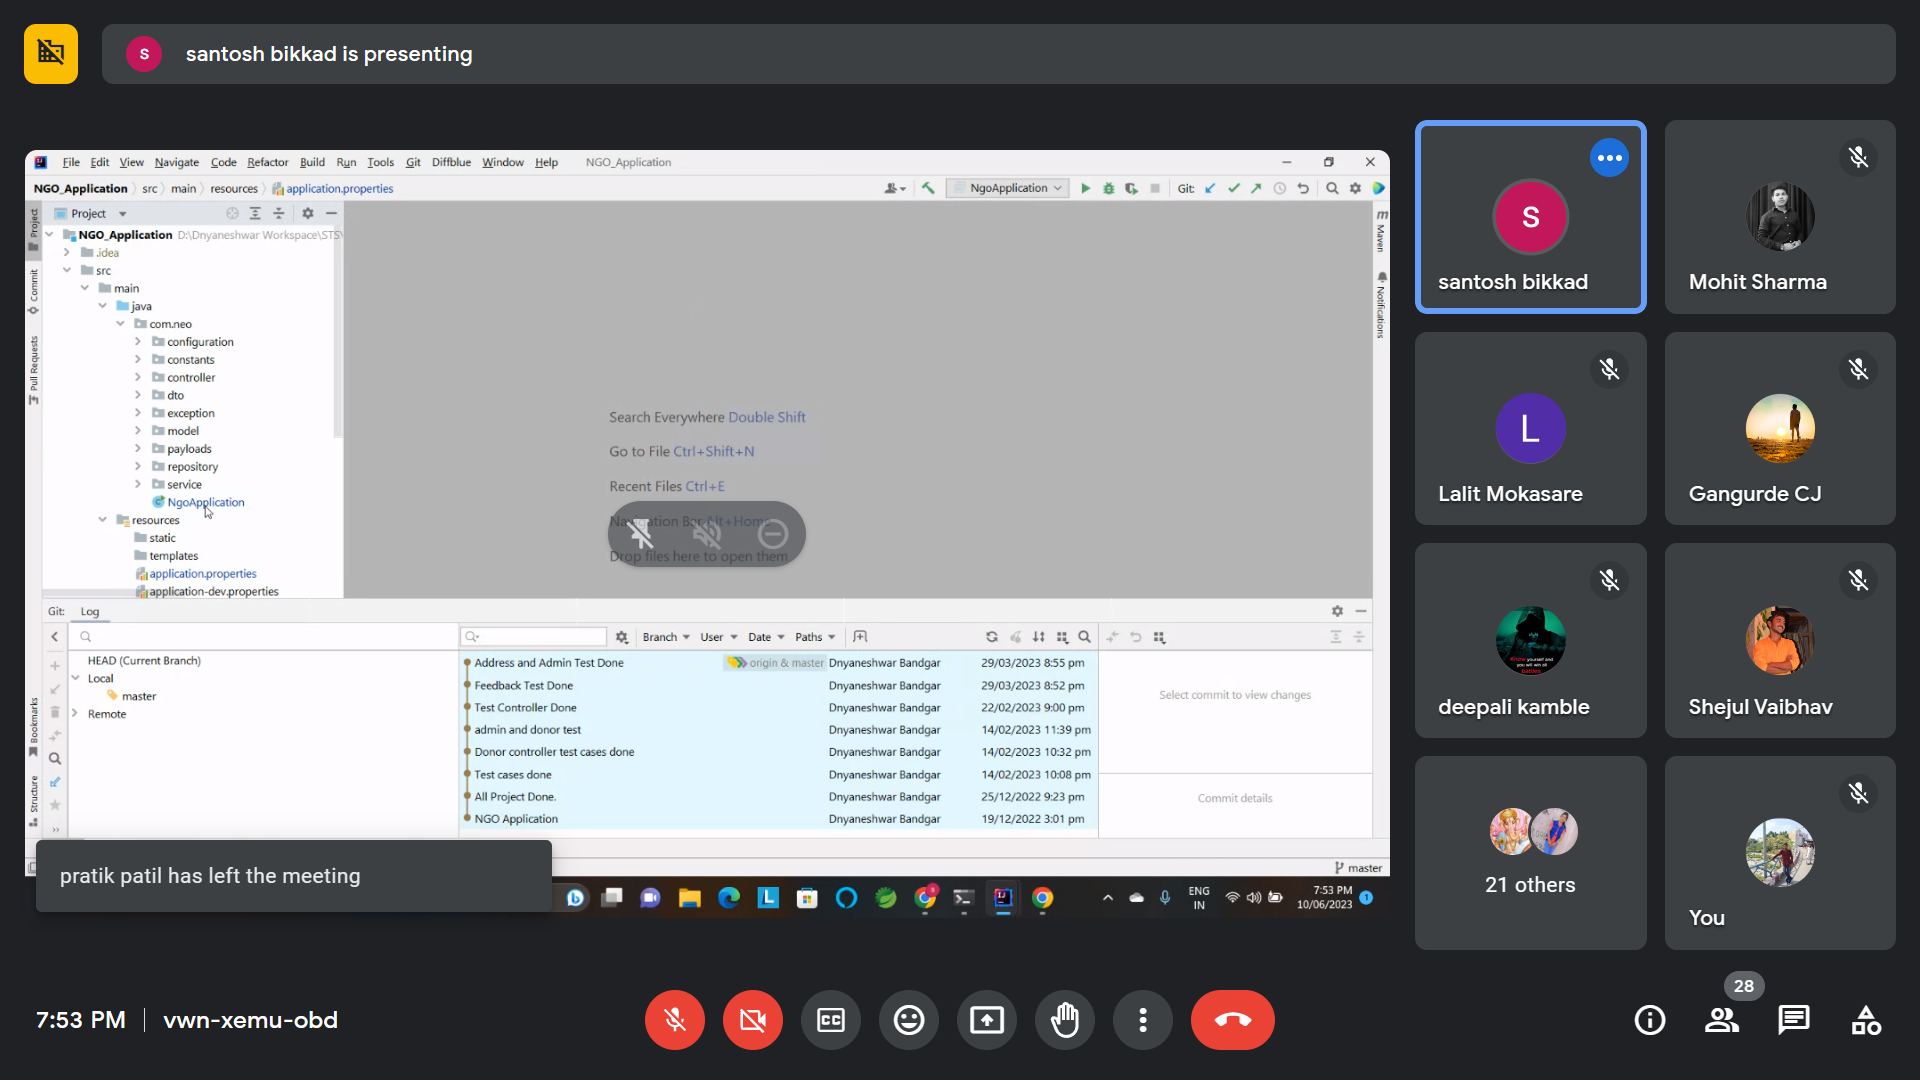 S santosh bikkad is presenting
File Edit View Navigate Code Refactor Build Run Tools Git Diffblue Window Help NGO_Application
NGO_Application src main resources application.properties NgoApplication Git:
Project
NGO_Application D:\Dnyaneshwar Workspace\STS\
.idea
src
main
java
com.neo
configuration
constants
controller
dto
exception
model
payloads
repository
service
NgoApplication
resources
static
templates
application.properties
application-dev.properties
Project
Commit
Pull Requests
Bookmarks
Structure
Search Everywhere Double Shift
Go to File Ctrl+Shift+N
Recent Files Ctrl+E
Navigation Bar Alt+Home
Drop files here to open them
m Maven
Notifications
Git: Log
Branch User Date Paths
HEAD (Current Branch)
Local
master
Remote
Address and Admin Test Done origin & master Dnyaneshwar Bandgar 29/03/2023 8:55 pm
Feedback Test Done Dnyaneshwar Bandgar 29/03/2023 8:52 pm
Test Controller Done Dnyaneshwar Bandgar 22/02/2023 9:00 pm
admin and donor test Dnyaneshwar Bandgar 14/02/2023 11:39 pm
Donor controller test cases done Dnyaneshwar Bandgar 14/02/2023 10:32 pm
Test cases done Dnyaneshwar Bandgar 14/02/2023 10:08 pm
All Project Done. Dnyaneshwar Bandgar 25/12/2022 9:23 pm
NGO Application Dnyaneshwar Bandgar 19/12/2022 3:01 pm
Select commit to view changes
Commit details
master
pratik patil has left the meeting
ENG
IN
7:53 PM
10/06/2023
1
S
santosh bikkad
Mohit Sharma
L
Lalit Mokasare
Gangurde CJ
deepali kamble
Shejul Vaibhav
21 others
You
7:53 PM vwn-xemu-obd
CC
28